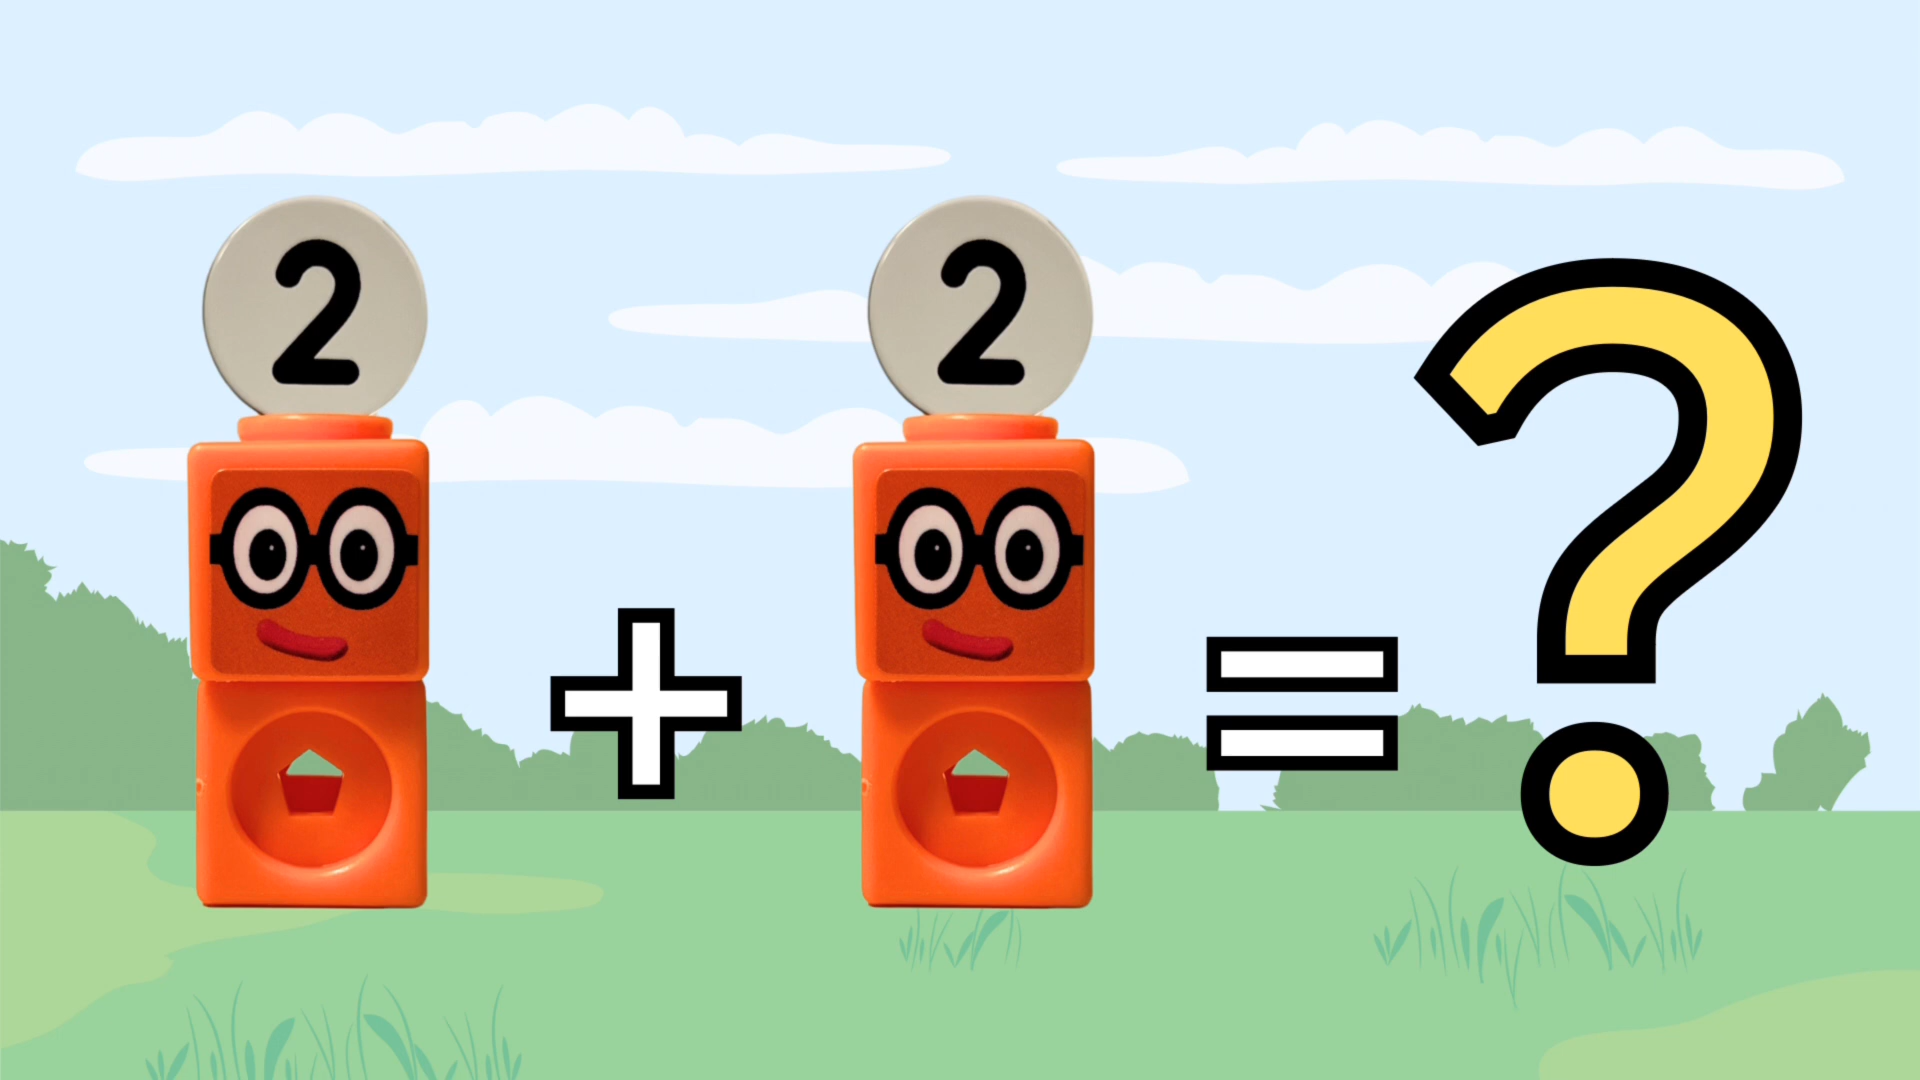 2 + 2 = ?